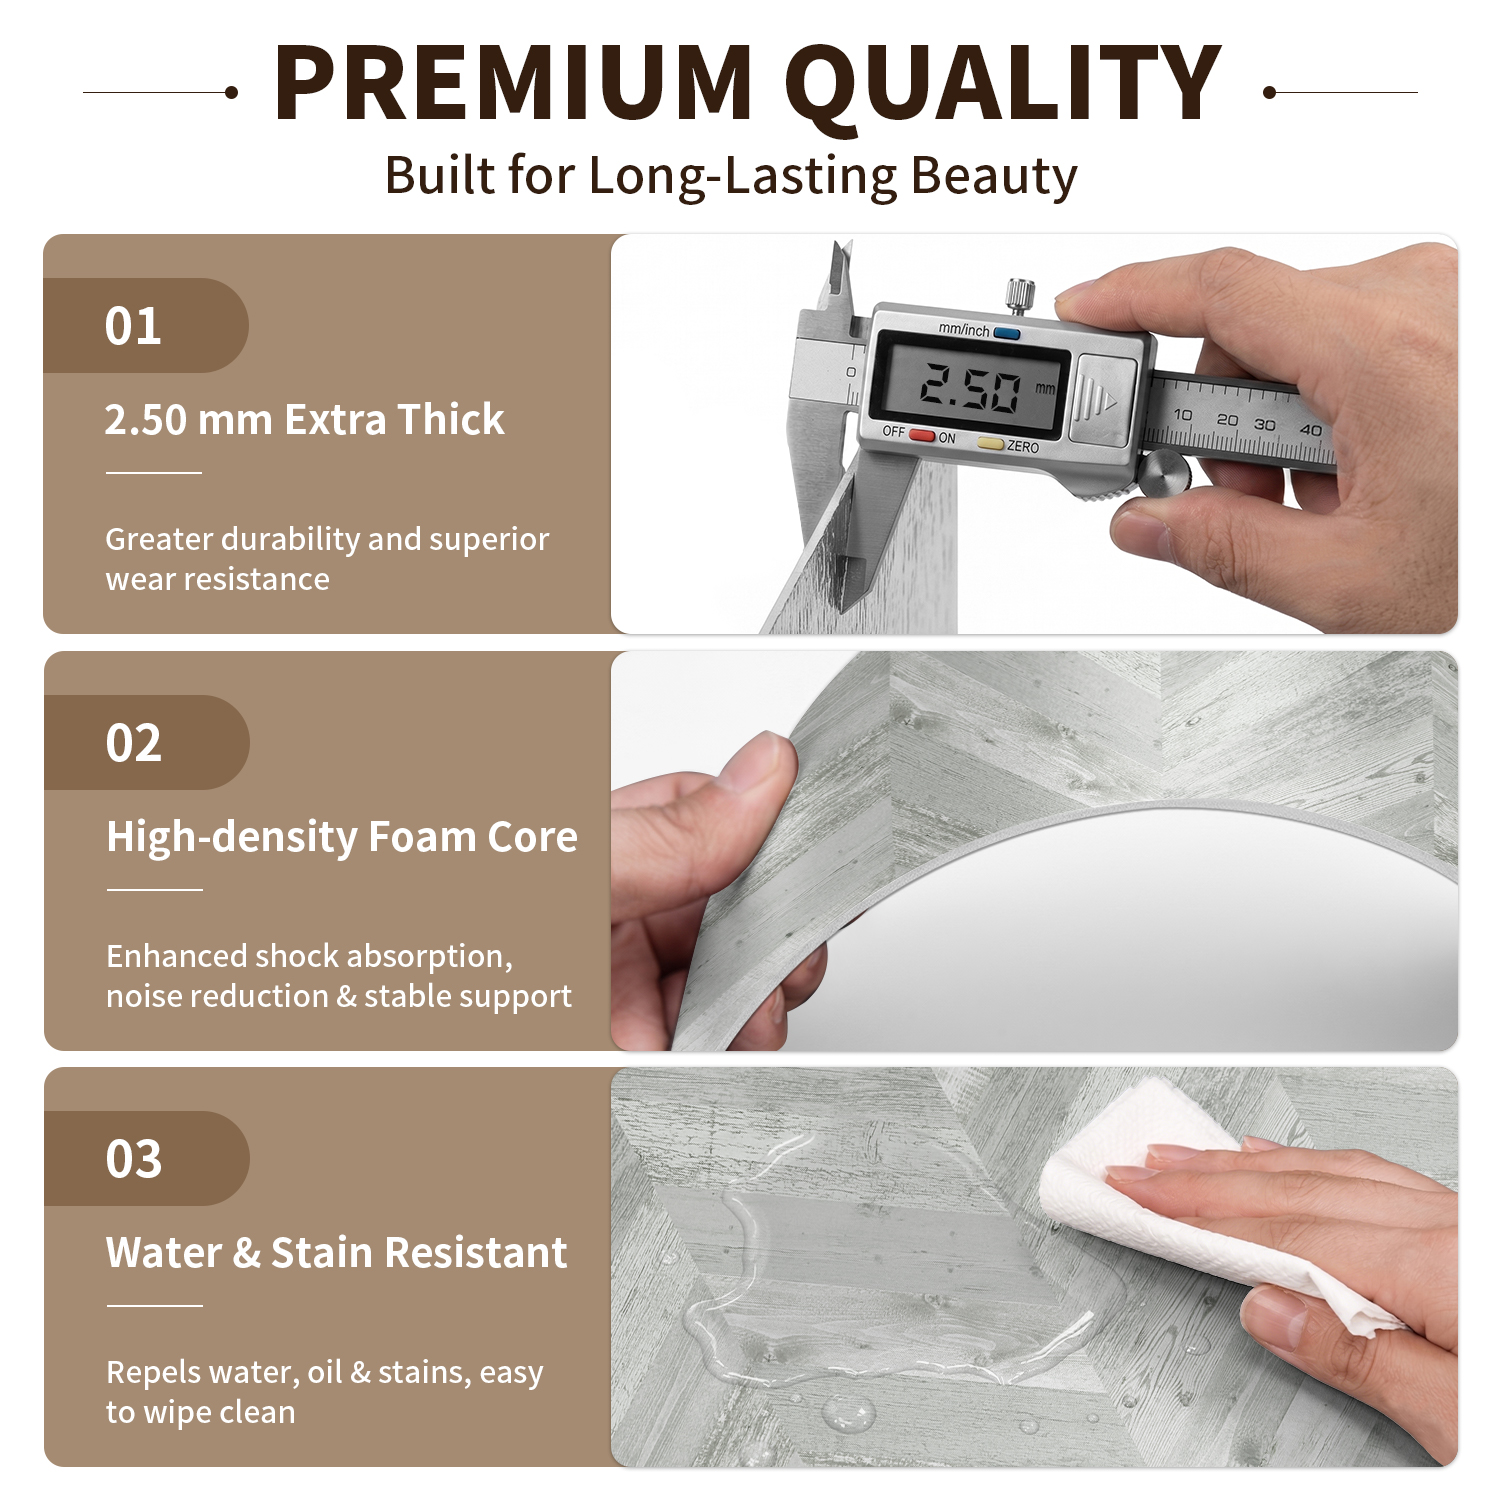 PREMIUM QUALITY
Built for Long-Lasting Beauty
01
2.50 mm Extra Thick
Greater durability and superior
wear resistance
mm/inch
0
2.50 mm
OFF ON ZERO
10 20 30 40
02
High-density Foam Core
Enhanced shock absorption,
noise reduction & stable support
03
Water & Stain Resistant
Repels water, oil & stains, easy
to wipe clean